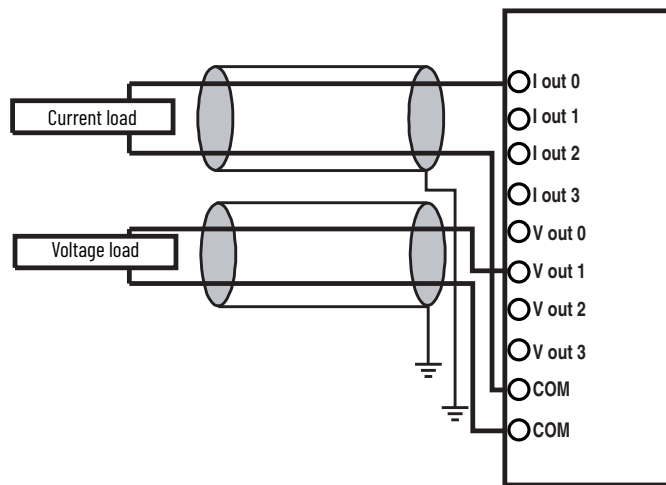 Current load
Voltage load
I out 0
I out 1
I out 2
I out 3
V out 0
V out 1
V out 2
V out 3
COM
COM